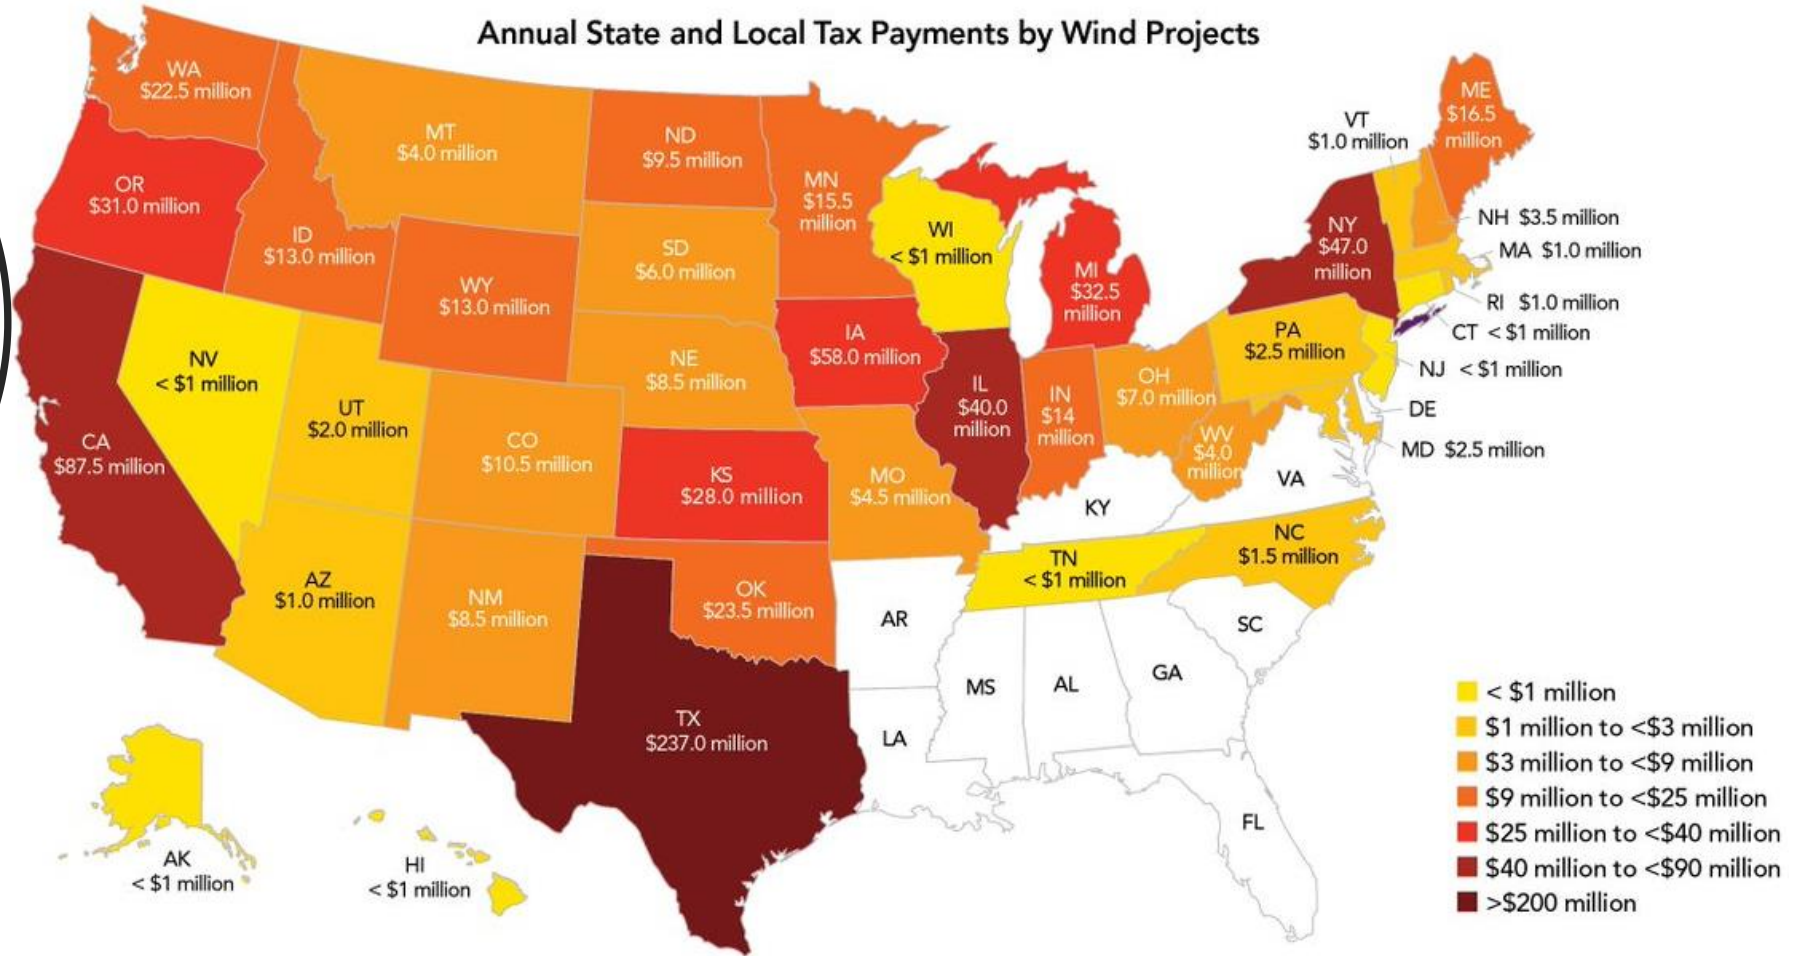 Annual State and Local Tax Payments by Wind Projects
WA
$22.5 million
OR
$31.0 million
CA
$87.5 million
NV
< $1 million
ID
$13.0 million
MT
$4.0 million
WY
$13.0 million
UT
$2.0 million
AZ
$1.0 million
CO
$10.5 million
NM
$8.5 million
ND
$9.5 million
SD
$6.0 million
NE
$8.5 million
KS
$28.0 million
OK
$23.5 million
TX
$237.0 million
MN
$15.5
million
IA
$58.0 million
MO
$4.5 million
AR
LA
WI
< $1 million
IL
$40.0
million
MI
$32.5
million
IN
$14
million
OH
$7.0 million
KY
TN
< $1 million
MS
AL
GA
FL
SC
NC
$1.5 million
VA
WV
$4.0
million
PA
$2.5 million
NY
$47.0
million
VT
$1.0 million
ME
$16.5
million
NH $3.5 million
MA $1.0 million
RI $1.0 million
CT < $1 million
NJ < $1 million
DE
MD $2.5 million
AK
< $1 million
HI
< $1 million
< $1 million
$1 million to <$3 million
$3 million to <$9 million
$9 million to <$25 million
$25 million to <$40 million
$40 million to <$90 million
>$200 million